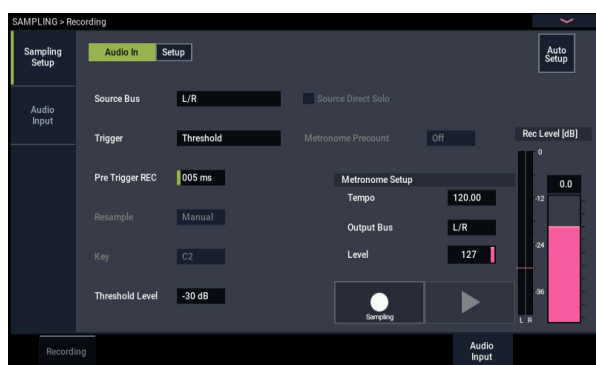 SAMPLING > Recording
Sampling Setup
Audio In Setup
Auto Setup
Audio Input
Source Bus L/R Source Direct Solo
Trigger Threshold Metronome Precount Off Rec Level [dB]
Pre Trigger REC 005 ms Metronome Setup
0
0.0
Tempo 120.00 -12
Resample Manual
Output Bus L/R
-24
Key C2 Level 127
Threshold Level -30 dB
-36
Sampling
L R
Recording
Audio Input